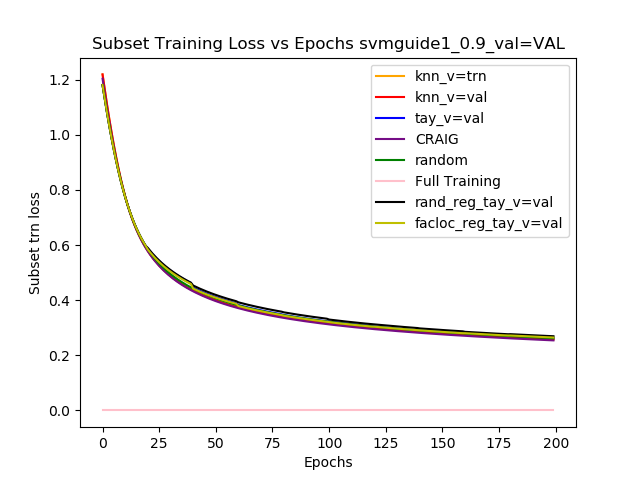 Subset Training Loss vs Epochs svmguide1_0.9_val=VAL
knn_v=trn
knn_v=val
tay_v=val
CRAIG
random
Full Training
rand_reg_tay_v=val
facloc_reg_tay_v=val
Subset trn loss
1.2
1.0
0.8
0.6
0.4
0.2
0.0
0 25 50 75 100 125 150 175 200
Epochs